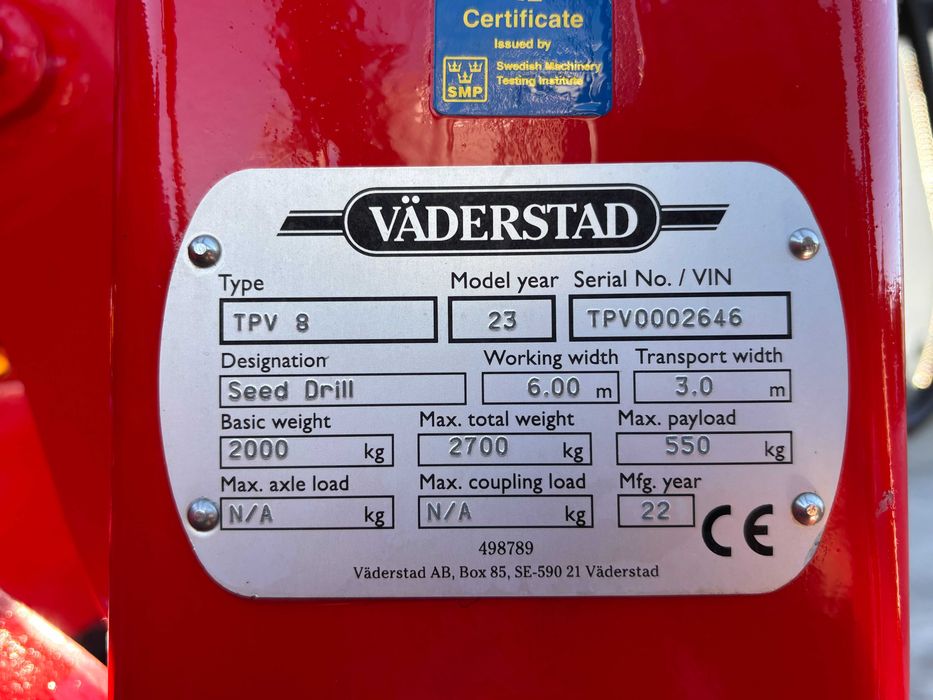 Certificate
Issued by
Swedish Machinery
Testing Institute
SMP
VÄDERSTAD
Type Model year Serial No. / VIN
TPV 8 23 TPV0002646
Designation Working width Transport width
Seed Drill 6.00 m 3.0 m
Basic weight Max. total weight Max. payload
2000 kg 2700 kg 550 kg
Max. axle load Max. coupling load Mfg. year
N/A kg N/A kg 22 CE
498789
Väderstad AB, Box 85, SE-590 21 Väderstad